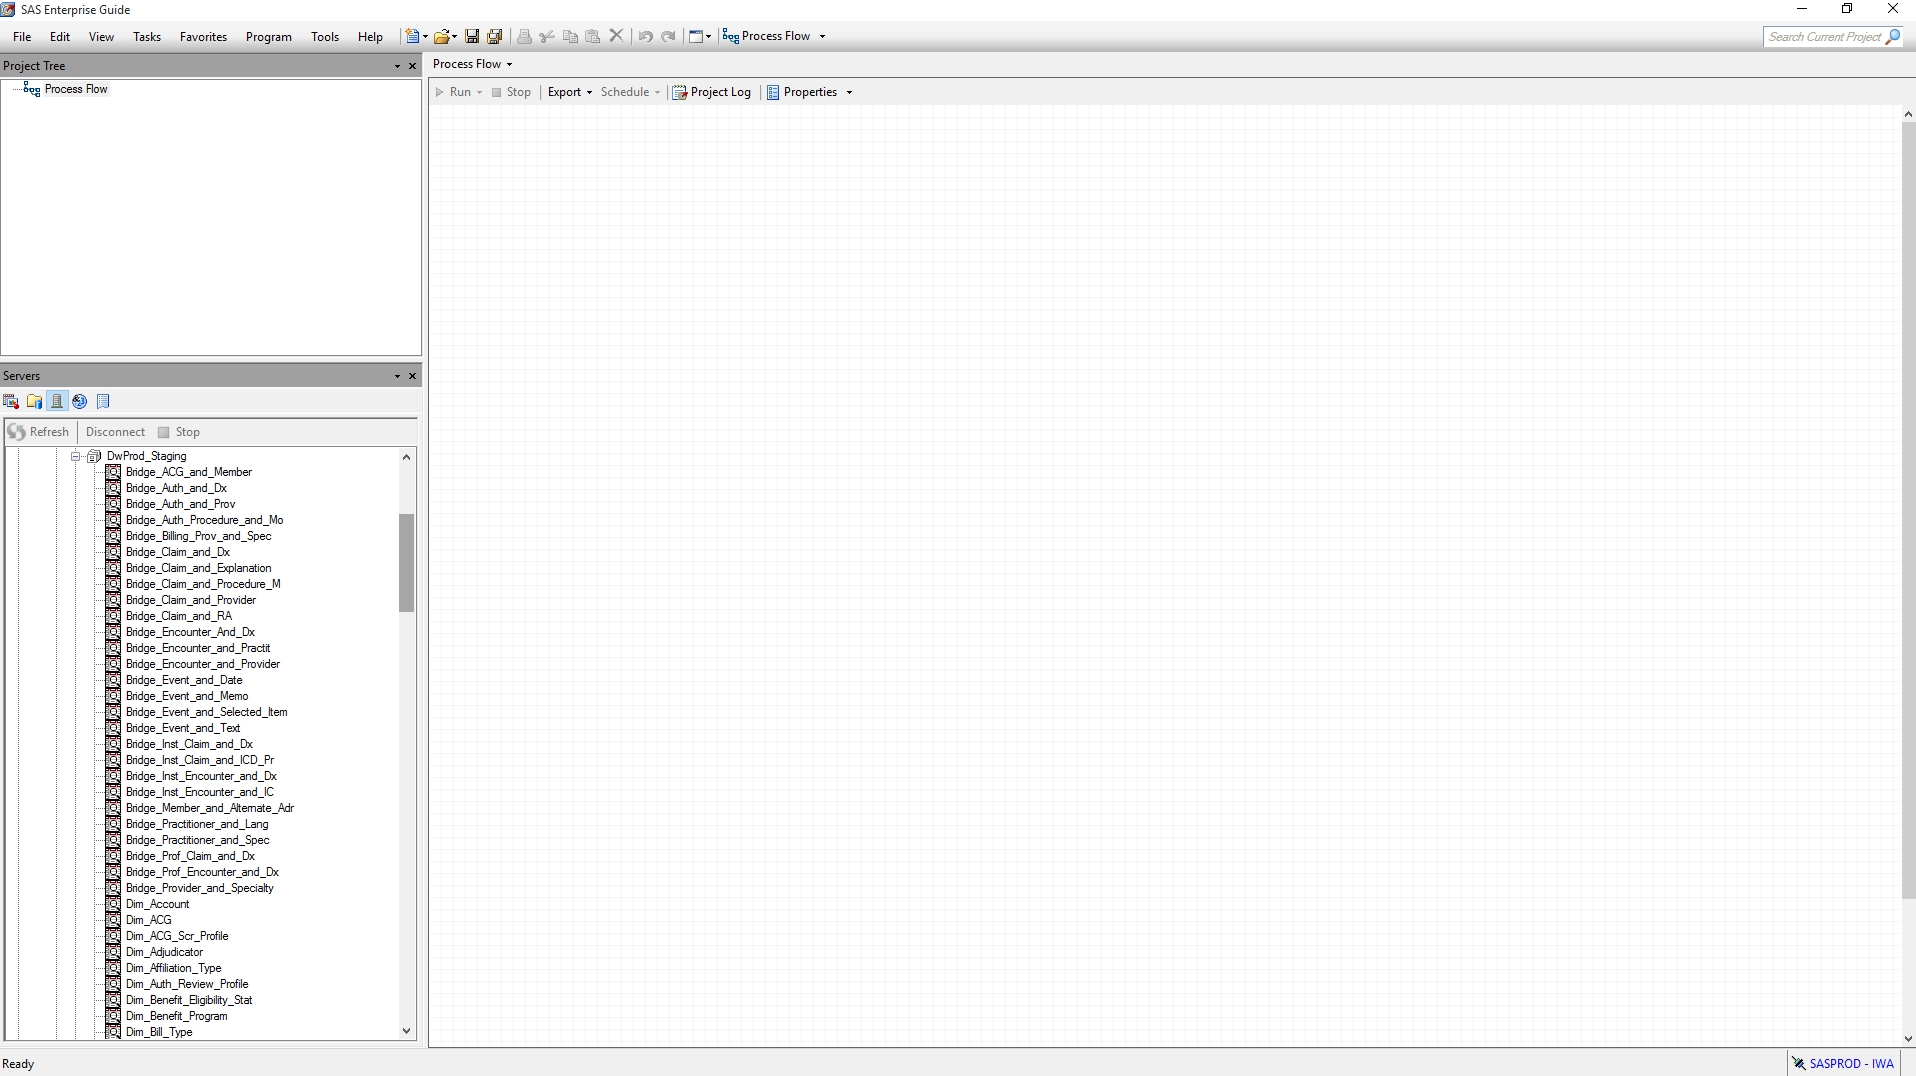 SAS Enterprise Guide
File Edit View Tasks Favorites Program Tools Help Process Flow Search Current Project
Project Tree
Process Flow
Process Flow
Run Stop Export Schedule Project Log Properties
Servers
Refresh Disconnect Stop
DwProd_Staging
Bridge_ACG_and_Member
Bridge_Auth_and_Dx
Bridge_Auth_and_Prov
Bridge_Auth_Procedure_and_Mo
Bridge_Billing_Prov_and_Spec
Bridge_Claim_and_Dx
Bridge_Claim_and_Explanation
Bridge_Claim_and_Procedure_M
Bridge_Claim_and_Provider
Bridge_Claim_and_RA
Bridge_Encounter_And_Dx
Bridge_Encounter_and_Practit
Bridge_Encounter_and_Provider
Bridge_Event_and_Date
Bridge_Event_and_Memo
Bridge_Event_and_Selected_Item
Bridge_Event_and_Text
Bridge_Inst_Claim_and_Dx
Bridge_Inst_Claim_and_ICD_Pr
Bridge_Inst_Encounter_and_Dx
Bridge_Inst_Encounter_and_IC
Bridge_Member_and_Alternate_Adr
Bridge_Practitioner_and_Lang
Bridge_Practitioner_and_Spec
Bridge_Prof_Claim_and_Dx
Bridge_Prof_Encounter_and_Dx
Bridge_Provider_and_Specialty
Dim_Account
Dim_ACG
Dim_ACG_Scr_Profile
Dim_Adjudicator
Dim_Affiliation_Type
Dim_Auth_Review_Profile
Dim_Benefit_Eligibility_Stat
Dim_Benefit_Program
Dim_Bill_Type
Ready
SASPROD - IWA